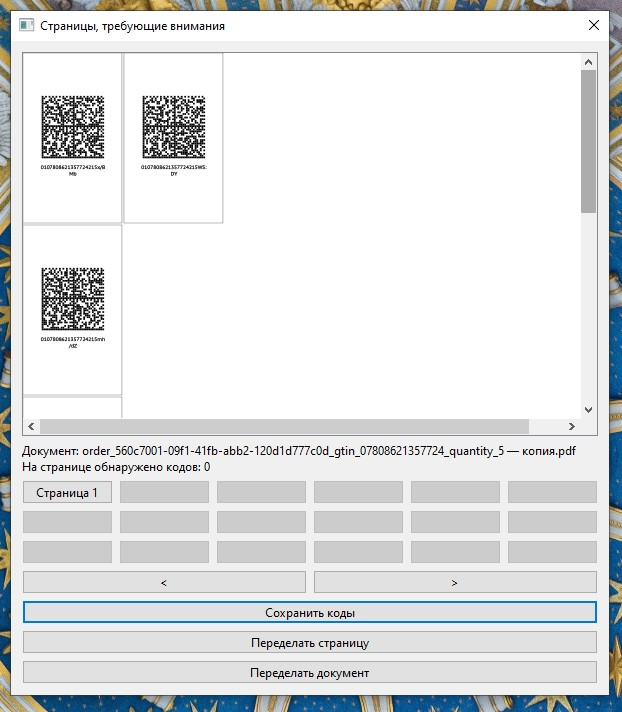 Страницы, требующие внимания
0107808621357724215x/B
Mb
0107808621357724215WS:
DY
0107808621357724215mh
/dZ
Документ: order_560c7001-09f1-41fb-abb2-120d1d777c0d_gtin_07808621357724_quantity_5 — копия.pdf
На странице обнаружено кодов: 0
Страница 1
<
>
Сохранить коды
Переделать страницу
Переделать документ